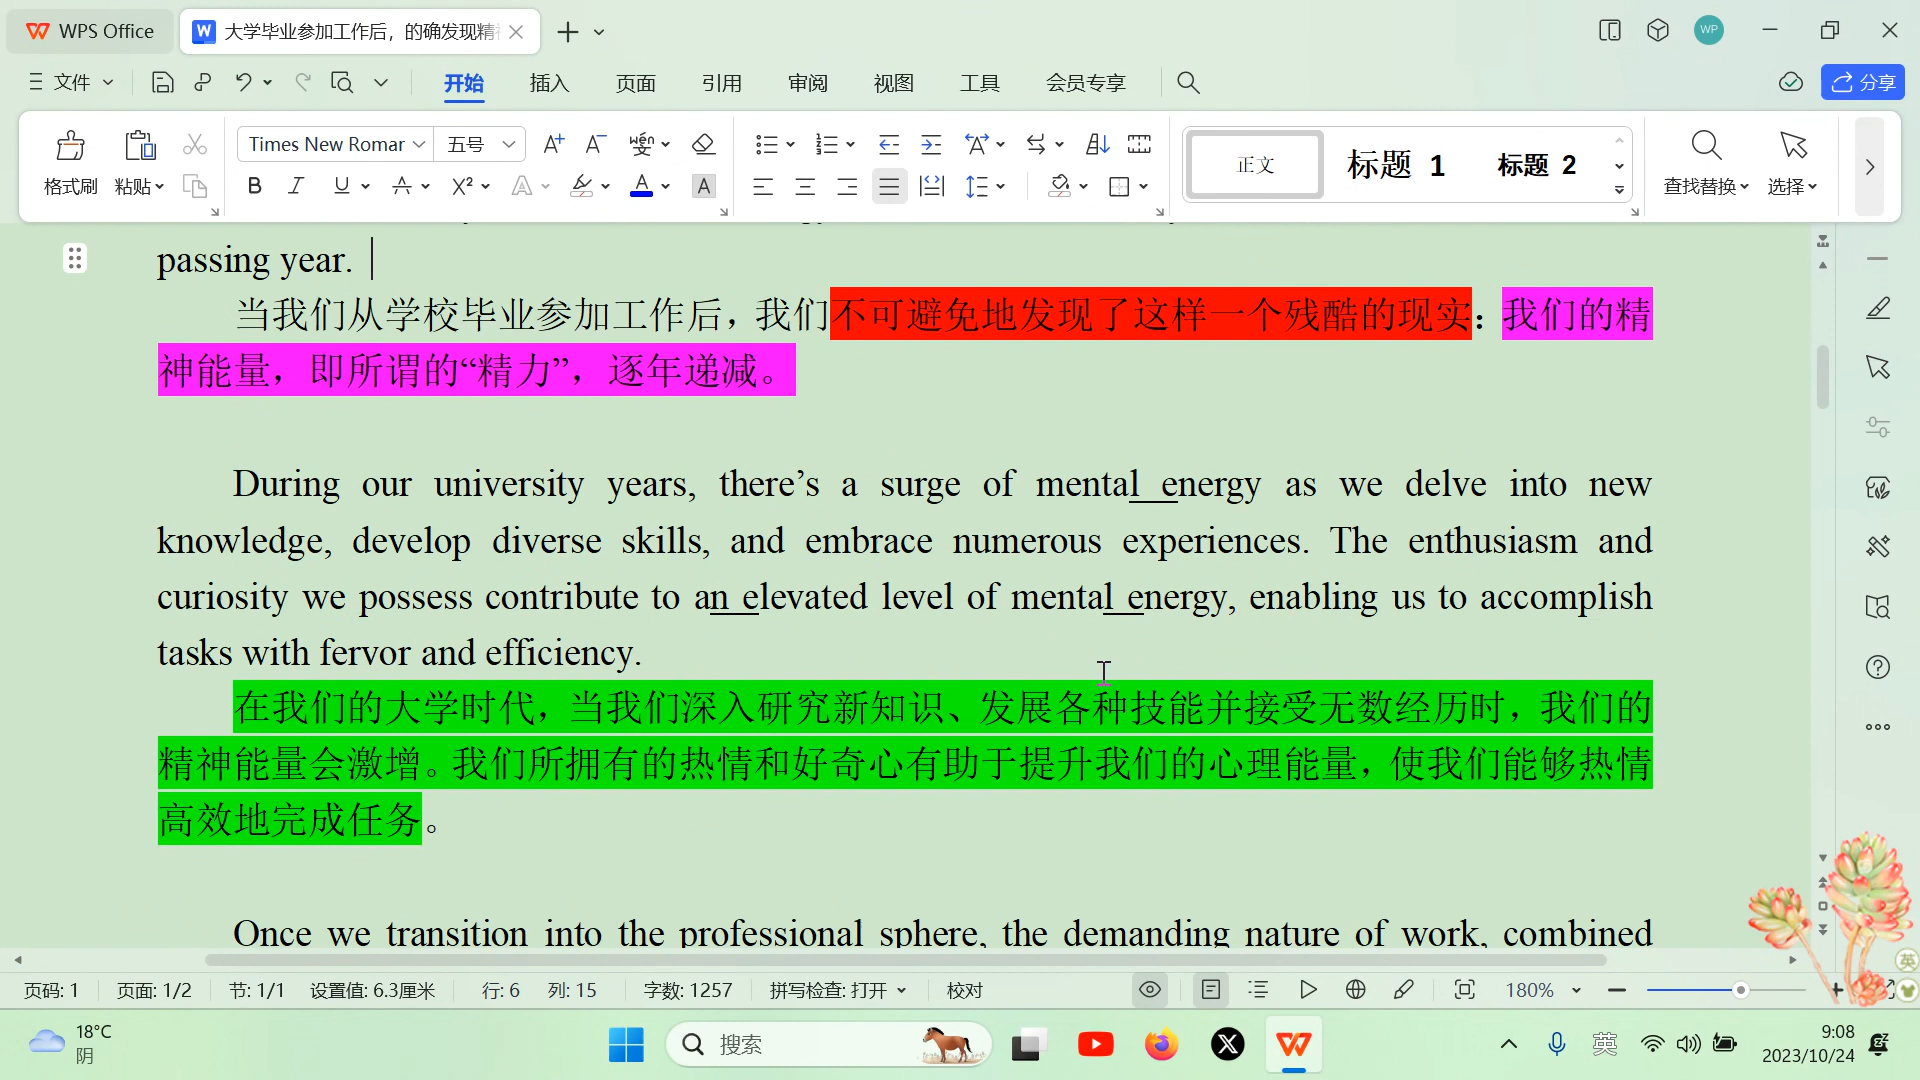 WPS Office
大学毕业参加工作后，的确发现精
WP
文件
开始
插入
页面
引用
审阅
视图
工具
会员专享
分享
格式刷
粘贴
Times New Romar
五号
正文
标题 1
标题 2
查找替换
选择
passing year.
当我们从学校毕业参加工作后，我们不可避免地发现了这样一个残酷的现实：我们的精
神能量，即所谓的“精力”，逐年递减。
During our university years, there’s a surge of mental energy as we delve into new
knowledge, develop diverse skills, and embrace numerous experiences. The enthusiasm and
curiosity we possess contribute to an elevated level of mental energy, enabling us to accomplish
tasks with fervor and efficiency.
在我们的大学时代，当我们深入研究新知识、发展各种技能并接受无数经历时，我们的
精神能量会激增。我们所拥有的热情和好奇心有助于提升我们的心理能量，使我们能够热情
高效地完成任务。
Once we transition into the professional sphere, the demanding nature of work, combined
页码: 1
页面: 1/2
节: 1/1
设置值: 6.3厘米
行: 6
列: 15
字数: 1257
拼写检查: 打开
校对
180%
英
18°C
阴
搜索
英
9:08
2023/10/24